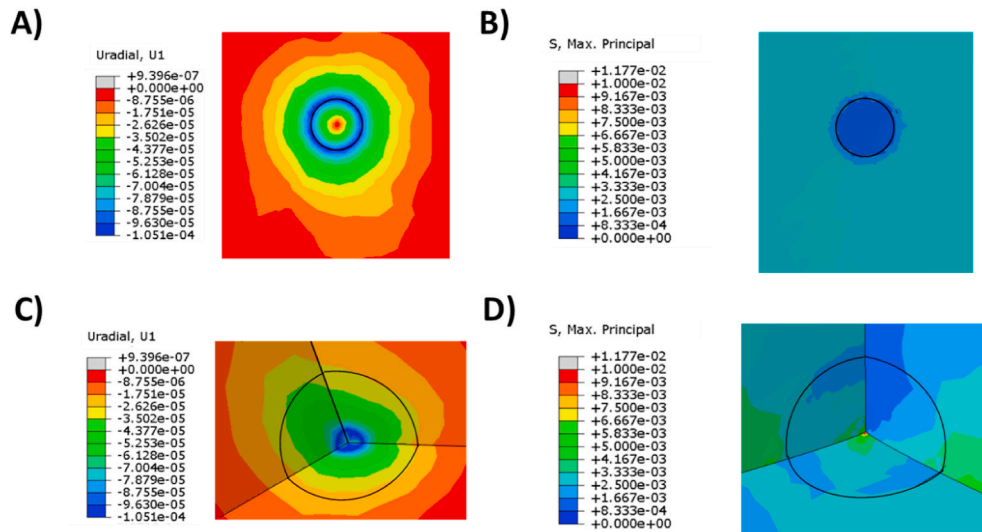 A)
Uradial, U1
+9.396e-07
+0.000e+00
-8.755e-06
-1.751e-05
-2.626e-05
-3.502e-05
-4.377e-05
-5.253e-05
-6.128e-05
-7.004e-05
-7.879e-05
-8.755e-05
-9.630e-05
-1.051e-04
B)
S, Max. Principal
+1.177e-02
+1.000e-02
+9.167e-03
+8.333e-03
+7.500e-03
+6.667e-03
+5.833e-03
+5.000e-03
+4.167e-03
+3.333e-03
+2.500e-03
+1.667e-03
+8.333e-04
+0.000e+00
C)
Uradial, U1
+9.396e-07
+0.000e+00
-8.755e-06
-1.751e-05
-2.626e-05
-3.502e-05
-4.377e-05
-5.253e-05
-6.128e-05
-7.004e-05
-7.879e-05
-8.755e-05
-9.630e-05
-1.051e-04
D)
S, Max. Principal
+1.177e-02
+1.000e-02
+9.167e-03
+8.333e-03
+7.500e-03
+6.667e-03
+5.833e-03
+5.000e-03
+4.167e-03
+3.333e-03
+2.500e-03
+1.667e-03
+8.333e-04
+0.000e+00